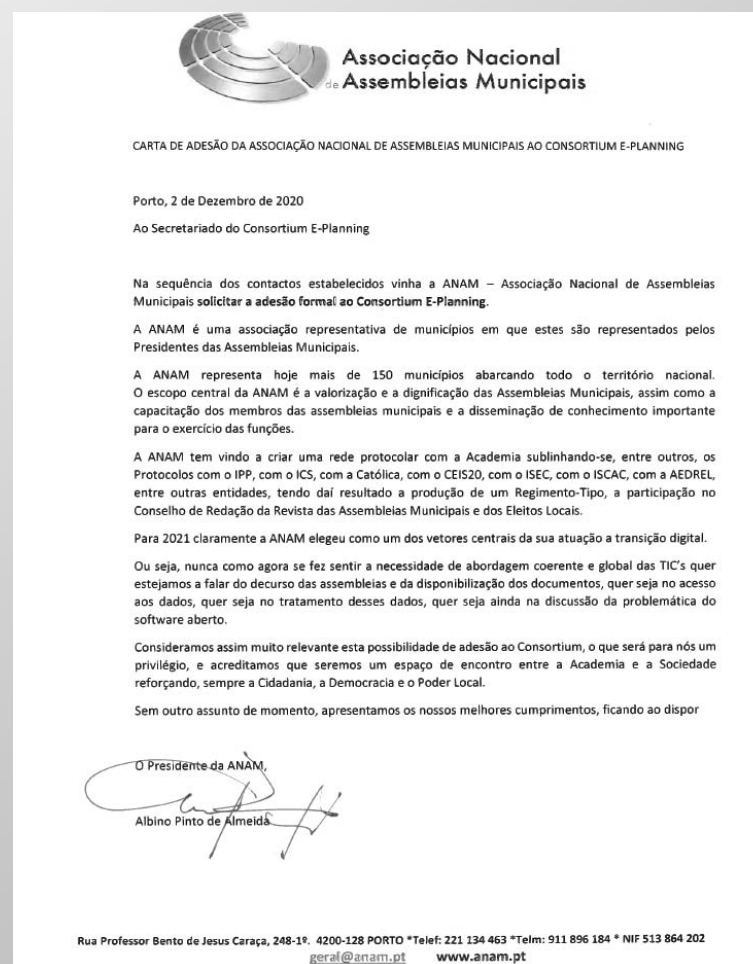 Associação Nacional
de Assembleias Municipais
CARTA DE ADESÃO DA ASSOCIAÇÃO NACIONAL DE ASSEMBLEIAS MUNICIPAIS AO CONSORTIUM E-PLANNING
Porto, 2 de Dezembro de 2020
Ao Secretariado do Consortium E-Planning
Na sequência dos contactos estabelecidos vinha a ANAM – Associação Nacional de Assembleias
Municipais solicitar a adesão formal ao Consortium E-Planning.
A ANAM é uma associação representativa de municípios em que estes são representados pelos
Presidentes das Assembleias Municipais.
A ANAM representa hoje mais de 150 municípios abarcando todo o território nacional.
O escopo central da ANAM é a valorização e a dignificação das Assembleias Municipais, assim como a
capacitação dos membros das assembleias municipais e a disseminação de conhecimento importante
para o exercício das funções.
A ANAM tem vindo a criar uma rede protocolar com a Academia sublinhando-se, entre outros, os
Protocolos com o IPP, com o ICS, com a Católica, com o CEIS20, com o ISEC, com o ISCAC, com a AEDREL,
entre outras entidades, tendo daí resultado a produção de um Regimento-Tipo, a participação no
Conselho de Redação da Revista das Assembleias Municipais e dos Eleitos Locais.
Para 2021 claramente a ANAM elegeu como um dos vetores centrais da sua atuação a transição digital.
Ou seja, nunca como agora se fez sentir a necessidade de abordagem coerente e global das TIC's quer
estejamos a falar do decurso das assembleias e da disponibilização dos documentos, quer seja no acesso
aos dados, quer seja no tratamento desses dados, quer seja ainda na discussão da problemática do
software aberto.
Consideramos assim muito relevante esta possibilidade de adesão ao Consortium, o que será para nós um
privilégio, e acreditamos que seremos um espaço de encontro entre a Academia e a Sociedade
reforçando, sempre a Cidadania, a Democracia e o Poder Local.
Sem outro assunto de momento, apresentamos os nossos melhores cumprimentos, ficando ao dispor
O Presidente da ANAM,
Albino Pinto de Almeida
Rua Professor Bento de Jesus Caraça, 248-1º. 4200-128 PORTO *Telef: 221 134 463 *Telm: 911 896 184 * NIF 513 864 202
geral@anam.pt www.anam.pt